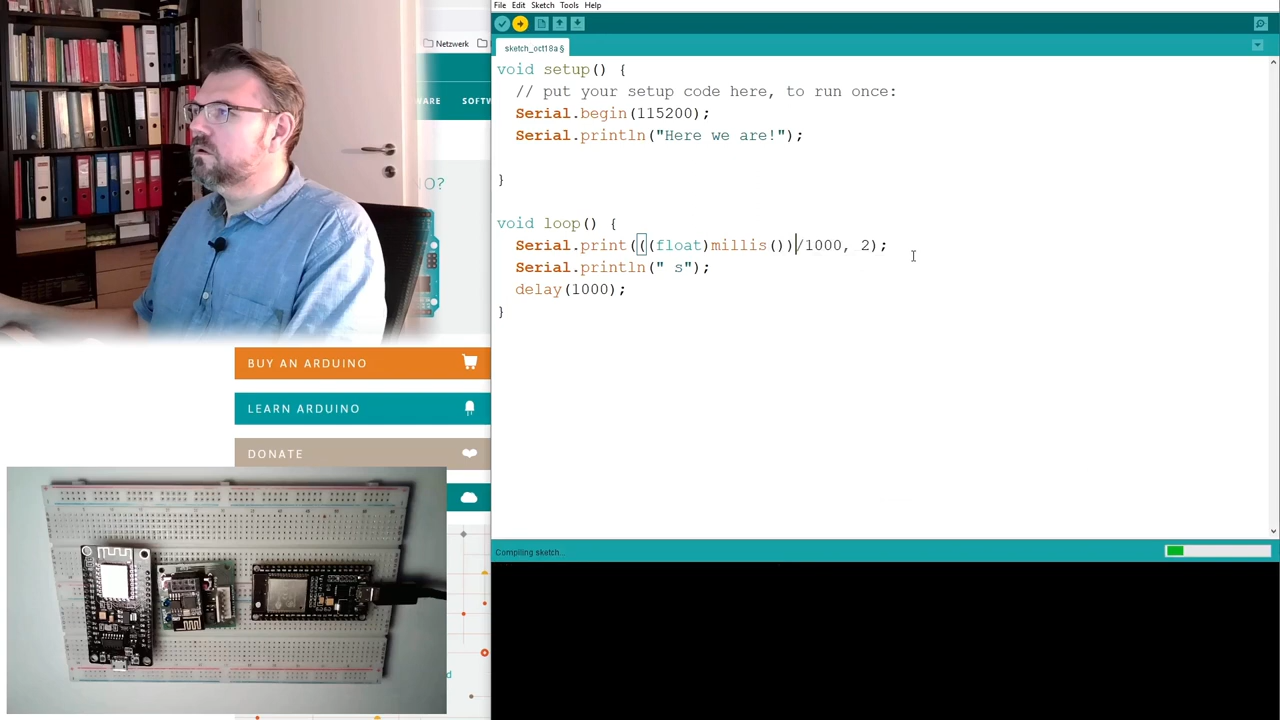 File Edit Sketch Tools Help
Netzwerk
sketch_oct18a §
void setup() {
// put your setup code here, to run once:
Serial.begin(115200);
Serial.println("Here we are!");
}
void loop() {
Serial.print(((float)millis())/1000, 2);
Serial.println(" s");
delay(1000);
}
WARE SOFTW
NO?
BUY AN ARDUINO
LEARN ARDUINO
DONATE
d
Compiling sketch...